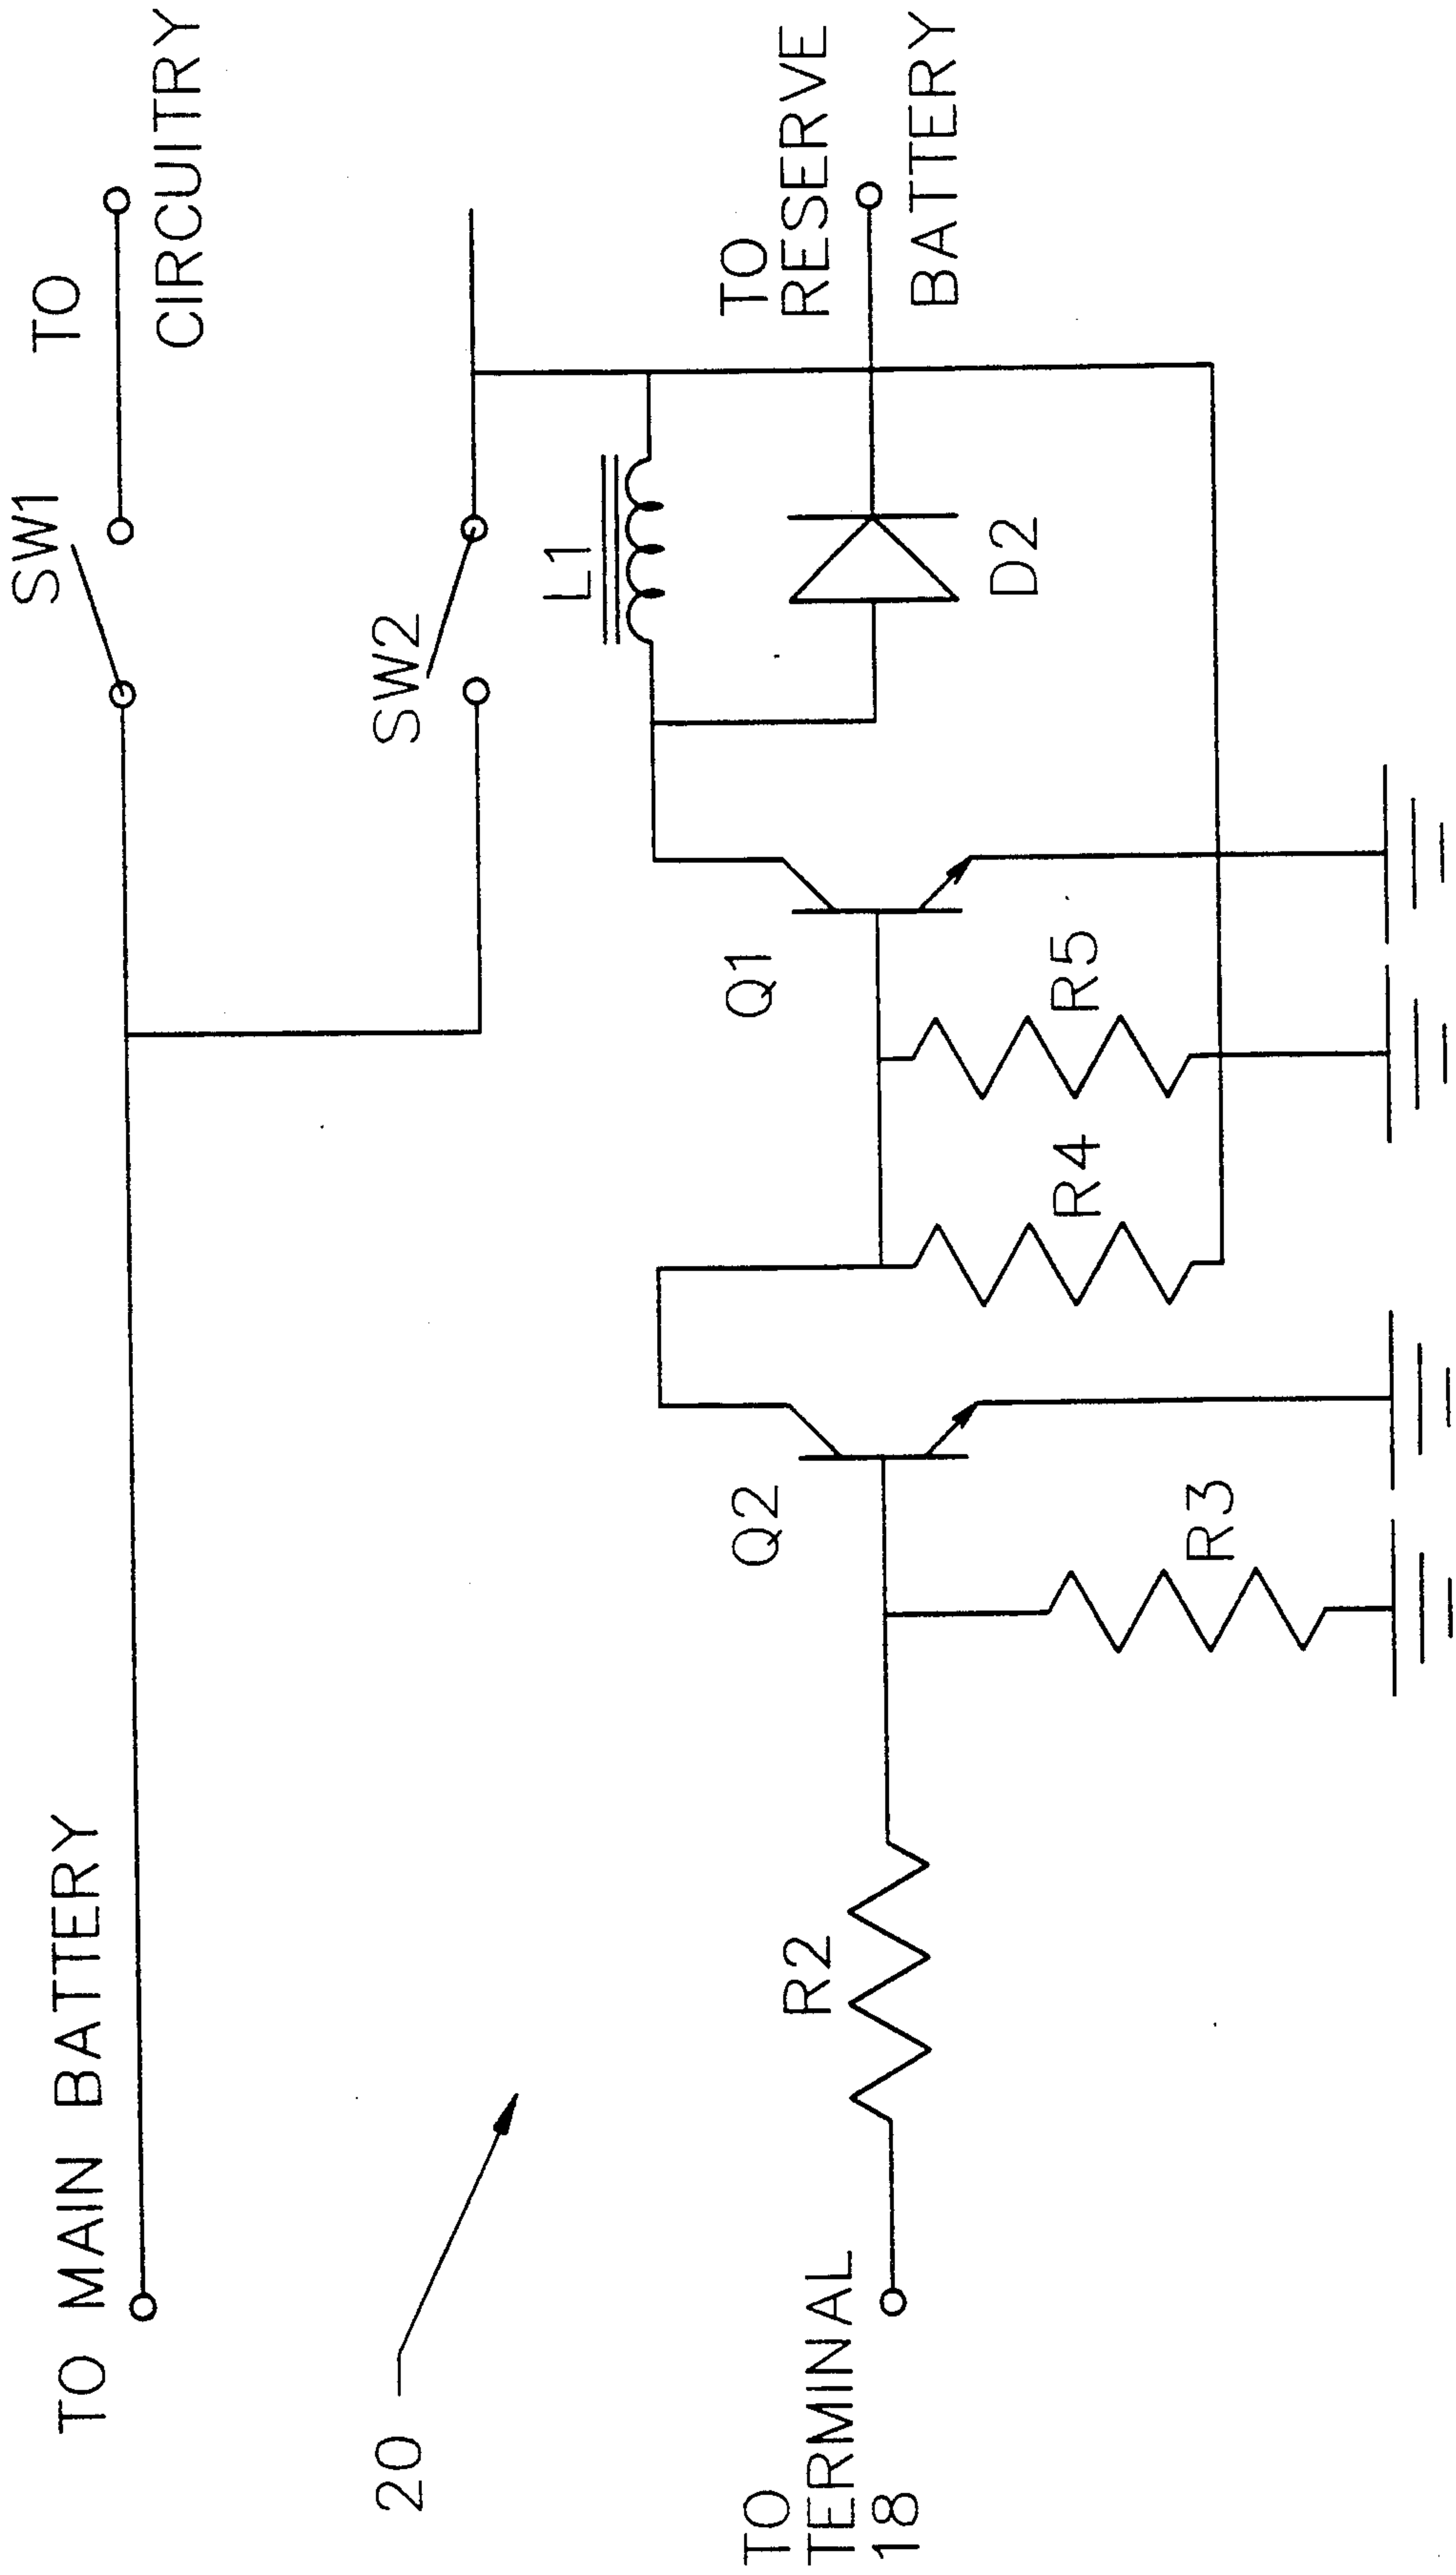 TO MAIN BATTERY
SW1
TO
CIRCUITRY
20
SW2
L1
TO
RESERVE
BATTERY
D2
Q1
R5
R4
Q2
R3
R2
TO
TERMINAL
18